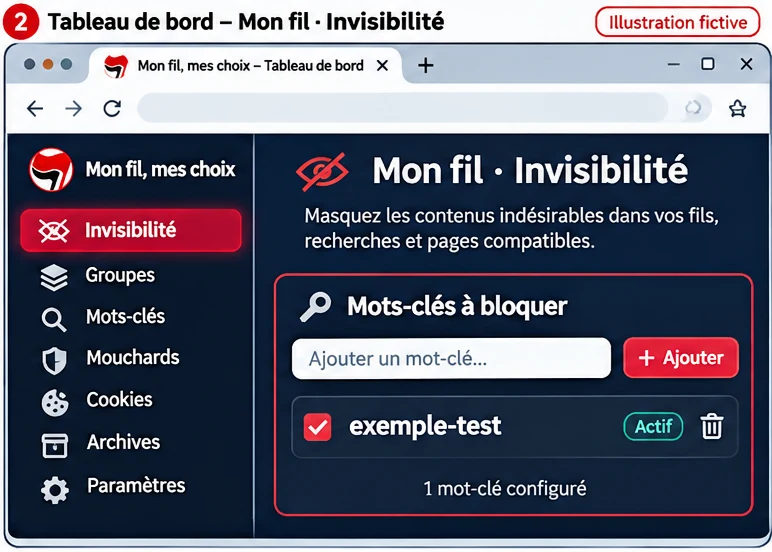 2 Tableau de bord – Mon fil · Invisibilité
Illustration fictive
Mon fil, mes choix – Tableau de bord
Mon fil, mes choix
Invisibilité
Groupes
Mots-clés
Mouchards
Cookies
Archives
Paramètres
Mon fil · Invisibilité
Masquez les contenus indésirables dans vos fils,
recherches et pages compatibles.
Mots-clés à bloquer
Ajouter un mot-clé...
+ Ajouter
exemple-test
Actif
1 mot-clé configuré